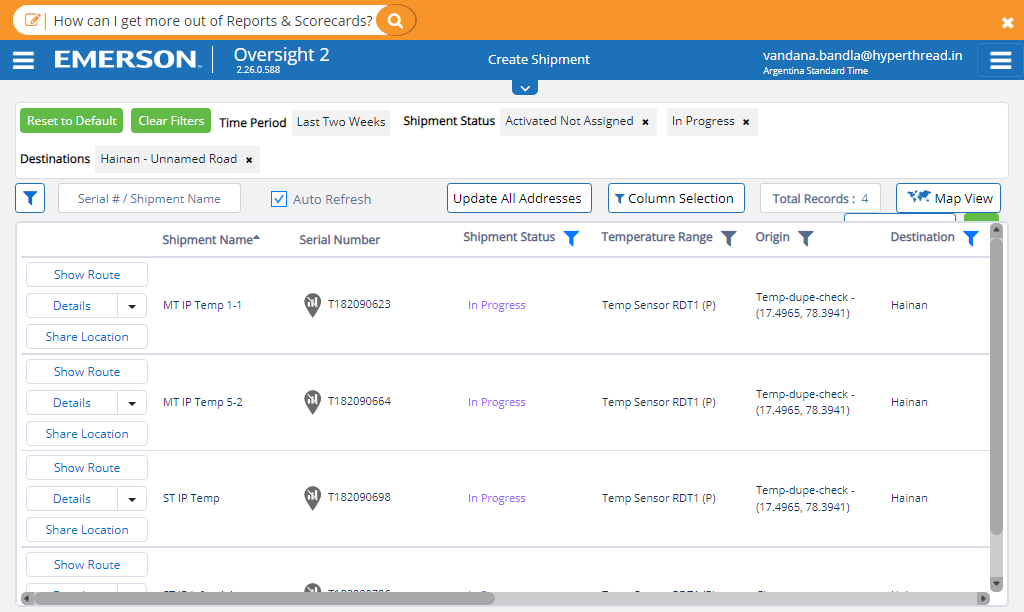 How can I get more out of Reports & Scorecards?
EMERSON Oversight 2
2.26.0.588
Create Shipment
vandana.bandla@hyperthread.in
Argentina Standard Time
Reset to Default Clear Filters Time Period Last Two Weeks Shipment Status Activated Not Assigned × In Progress ×
Destinations Hainan - Unnamed Road ×
Serial # / Shipment Name Auto Refresh Update All Addresses Column Selection Total Records : 4 Map View
Shipment Name Serial Number Shipment Status Temperature Range Origin Destination
Show Route
Details
Share Location
MT IP Temp 1-1 T182090623 In Progress Temp Sensor RDT1 (P) Temp-dupe-check -
(17.4965, 78.3941)
Hainan
Show Route
Details
Share Location
MT IP Temp 5-2 T182090664 In Progress Temp Sensor RDT1 (P) Temp-dupe-check -
(17.4965, 78.3941)
Hainan
Show Route
Details
Share Location
ST IP Temp T182090698 In Progress Temp Sensor RDT1 (P) Temp-dupe-check -
(17.4965, 78.3941)
Hainan
Show Route